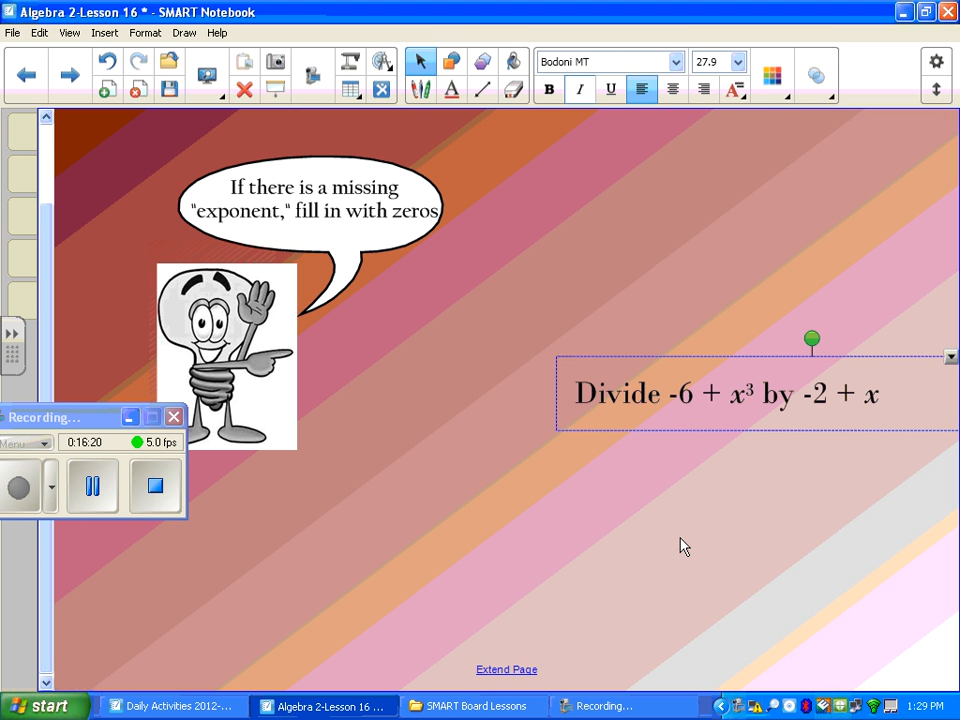 Algebra 2-Lesson 16 * - SMART Notebook
File Edit View Insert Format Draw Help
Bodoni MT 27.9
B I U A
If there is a missing
"exponent," fill in with zeros
Divide -6 + x³ by -2 + x
Recording...
Menu 0:16:20 5.0 fps
Extend Page
start Daily Activities 2012-... Algebra 2-Lesson 16 ... SMART Board Lessons Recording... 1:29 PM